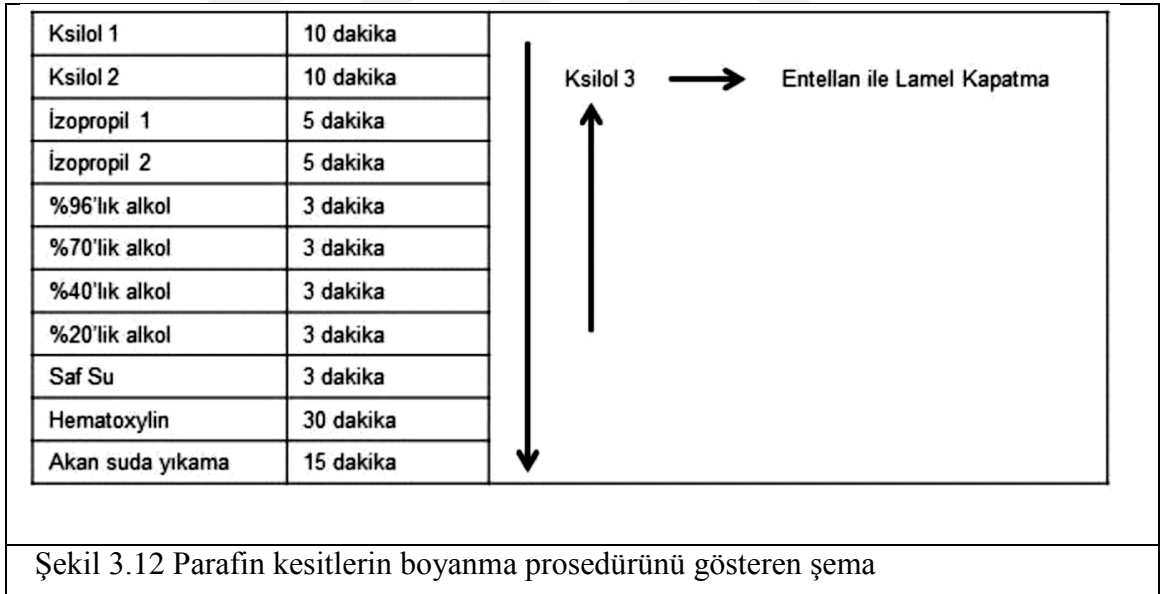 Ksilol 1 10 dakika
Ksilol 2 10 dakika Ksilol 3 Entellan ile Lamel Kapatma
İzopropil 1 5 dakika
İzopropil 2 5 dakika
%96'lık alkol 3 dakika
%70'lik alkol 3 dakika
%40'lık alkol 3 dakika
%20'lik alkol 3 dakika
Saf Su 3 dakika
Hematoxylin 30 dakika
Akan suda yıkama 15 dakika
Şekil 3.12 Parafin kesitlerin boyanma prosedürünü gösteren şema